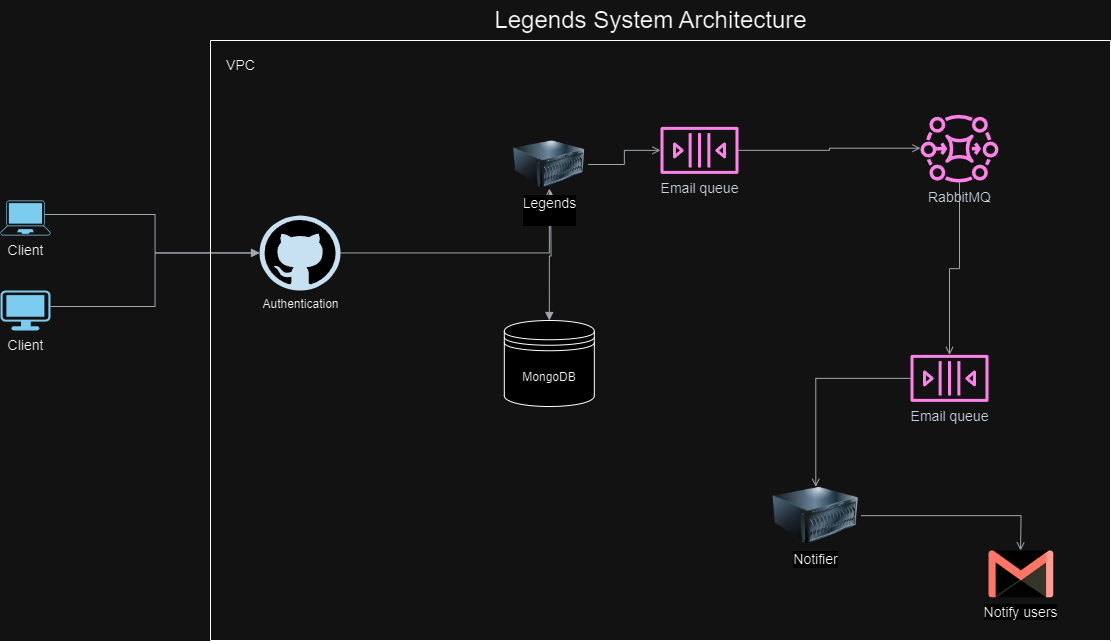 Legends System Architecture
VPC
Legends
Email queue
RabbitMQ
Client
Authentication
Client
MongoDB
Email queue
Notifier
Notify users